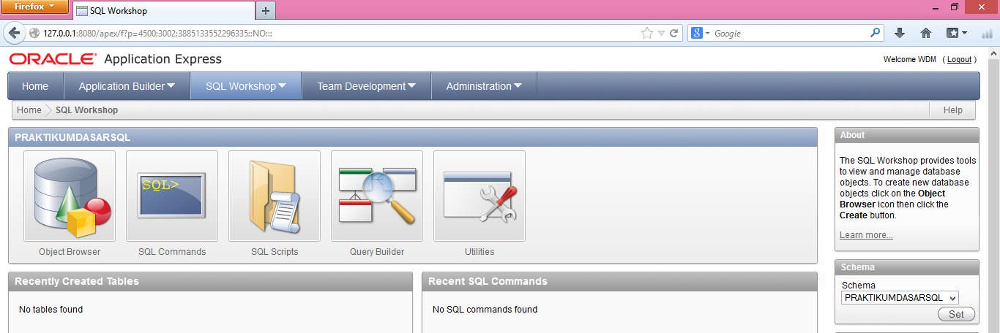 Firefox
SQL Workshop
127.0.0.1:8080/apex/f?p=4500:3002:3885133552296335::NO:::
Google
ORACLE Application Express
Welcome WDM ( Logout )
Home Application Builder SQL Workshop Team Development Administration
Home SQL Workshop Help
PRAKTIKUMDASARSQL
SQL>
Object Browser SQL Commands SQL Scripts Query Builder Utilities
Recently Created Tables
No tables found
Recent SQL Commands
No SQL commands found
About
The SQL Workshop provides tools
to view and manage database
objects. To create new database
objects click on the Object
Browser icon then click the
Create button.
Learn more...
Schema
Schema
PRAKTIKUMDASARSQL
Set